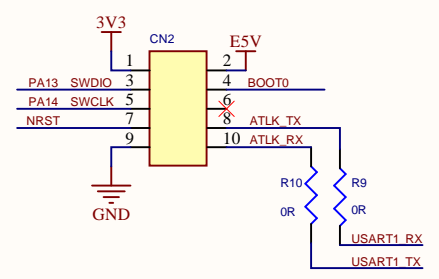 3V3
CN2
E5V
1
2
PA13 SWDIO
3
4
BOOT0
PA14 SWCLK
5
6
NRST
7
8
ATLK_TX
9
10
ATLK_RX
GND
R10
0R
R9
0R
USART1_RX
USART1_TX